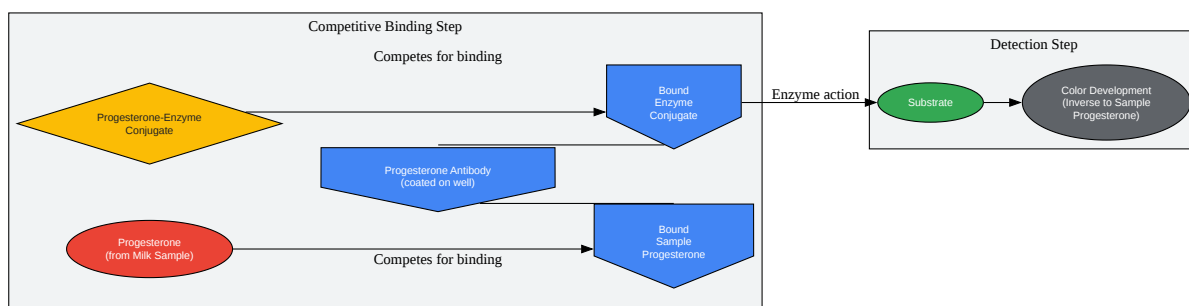 Competitive Binding Step
Competes for binding
Progesterone-Enzyme
Conjugate
Bound
Enzyme
Conjugate
Progesterone Antibody
(coated on well)
Progesterone
(from Milk Sample)
Competes for binding
Bound
Sample
Progesterone
Enzyme action
Detection Step
Substrate
Color Development
(Inverse to Sample
Progesterone)